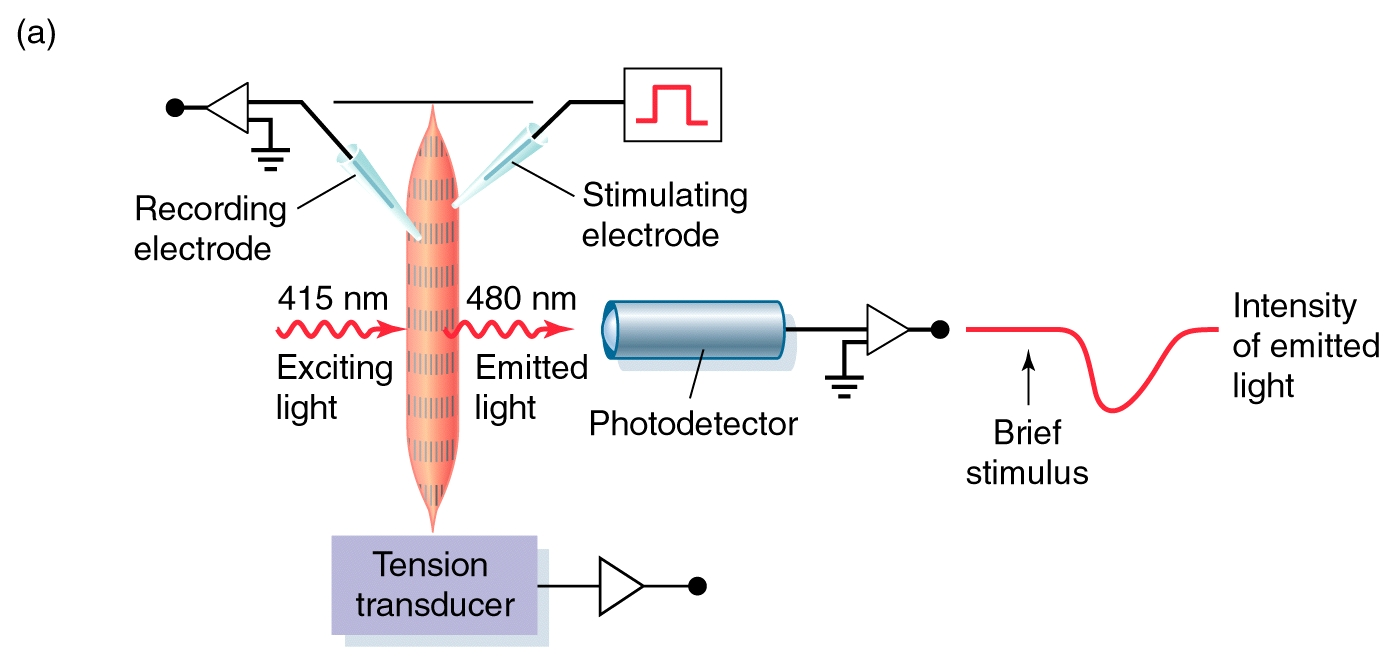 (a)
Recording
electrode
Stimulating
electrode
415 nm
Exciting
light
480 nm
Emitted
light
Photodetector
Brief
stimulus
Intensity
of emitted
light
Tension
transducer